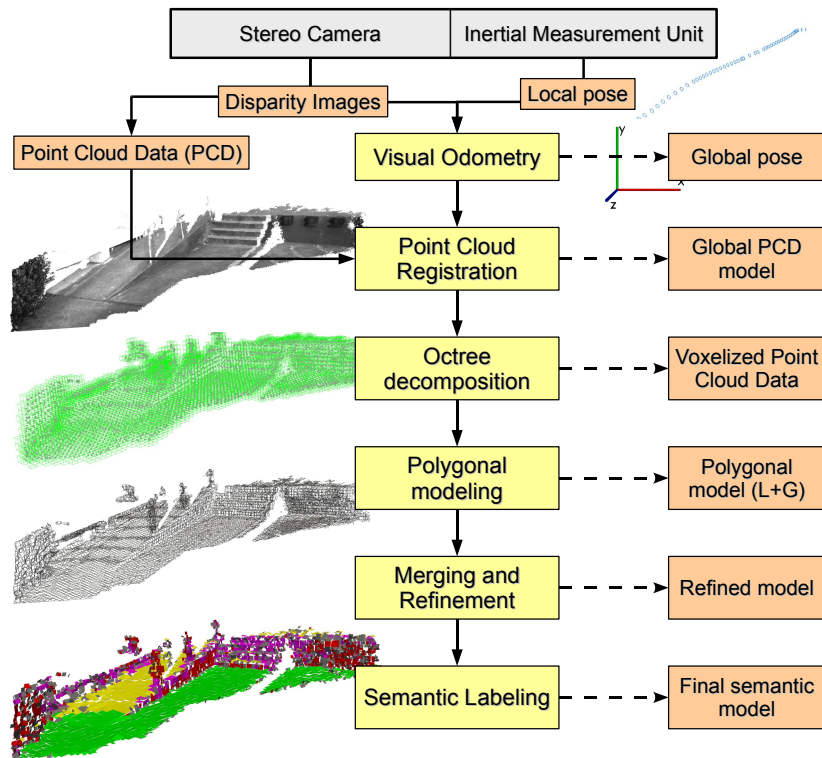 Stereo Camera
Inertial Measurement Unit
Disparity Images
Local pose
Point Cloud Data (PCD)
Visual Odometry
y
x
z
Global pose
Point Cloud
Registration
Global PCD
model
Octree
decomposition
Voxelized Point
Cloud Data
Polygonal
modeling
Polygonal
model (L+G)
Merging and
Refinement
Refined model
Semantic Labeling
Final semantic
model